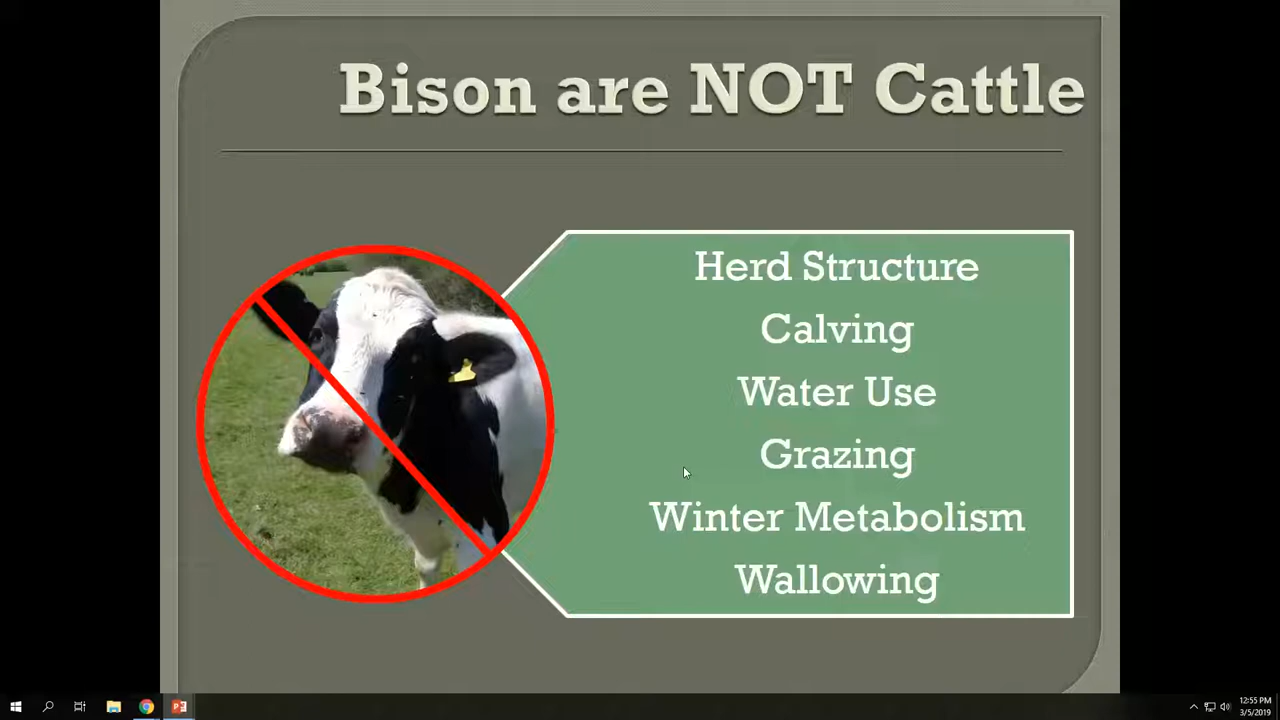 Bison are NOT Cattle
Herd Structure
Calving
Water Use
Grazing
Winter Metabolism
Wallowing
12:55 PM
3/5/2019